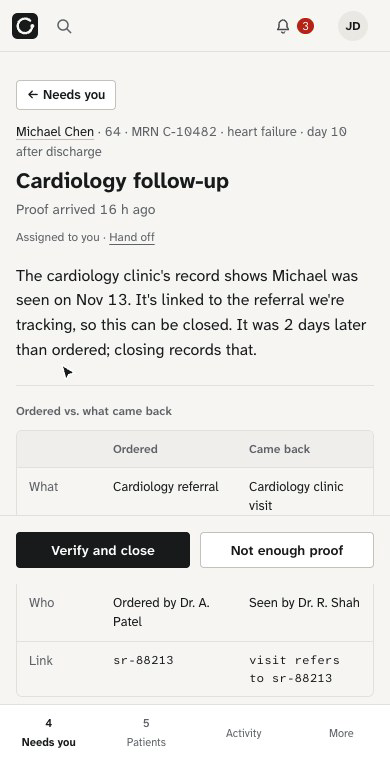 3
JD
← Needs you
Michael Chen · 64 · MRN C-10482 · heart failure · day 10
after discharge
Cardiology follow-up
Proof arrived 16 h ago
Assigned to you · Hand off
The cardiology clinic's record shows Michael was
seen on Nov 13. It's linked to the referral we're
tracking, so this can be closed. It was 2 days later
than ordered; closing records that.
Ordered vs. what came back
Ordered Came back
What Cardiology referral Cardiology clinic
visit
Verify and close Not enough proof
Who Ordered by Dr. A. Seen by Dr. R. Shah
Patel
Link sr-88213 visit refers
to sr-88213
4 5
Needs you Patients Activity More